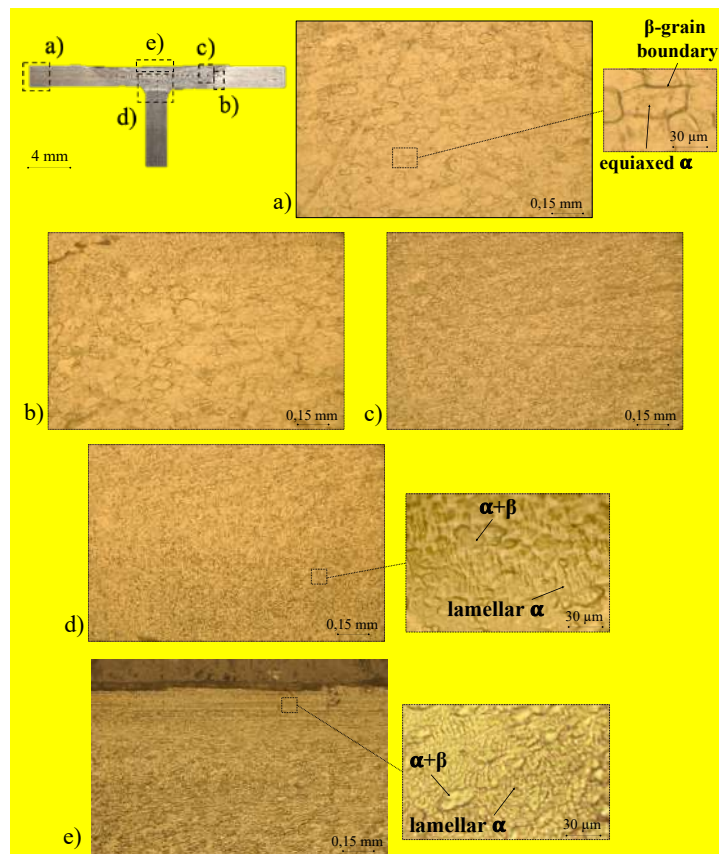 e)
c)
a)
b)
d)
4 mm
β-grain
boundary
30 µm
equiaxed α
0,15 mm
a)
0,15 mm
b)
0,15 mm
c)
α+β
lamellar α
30 µm
0,15 mm
d)
α+β
lamellar α
30 µm
0,15 mm
e)